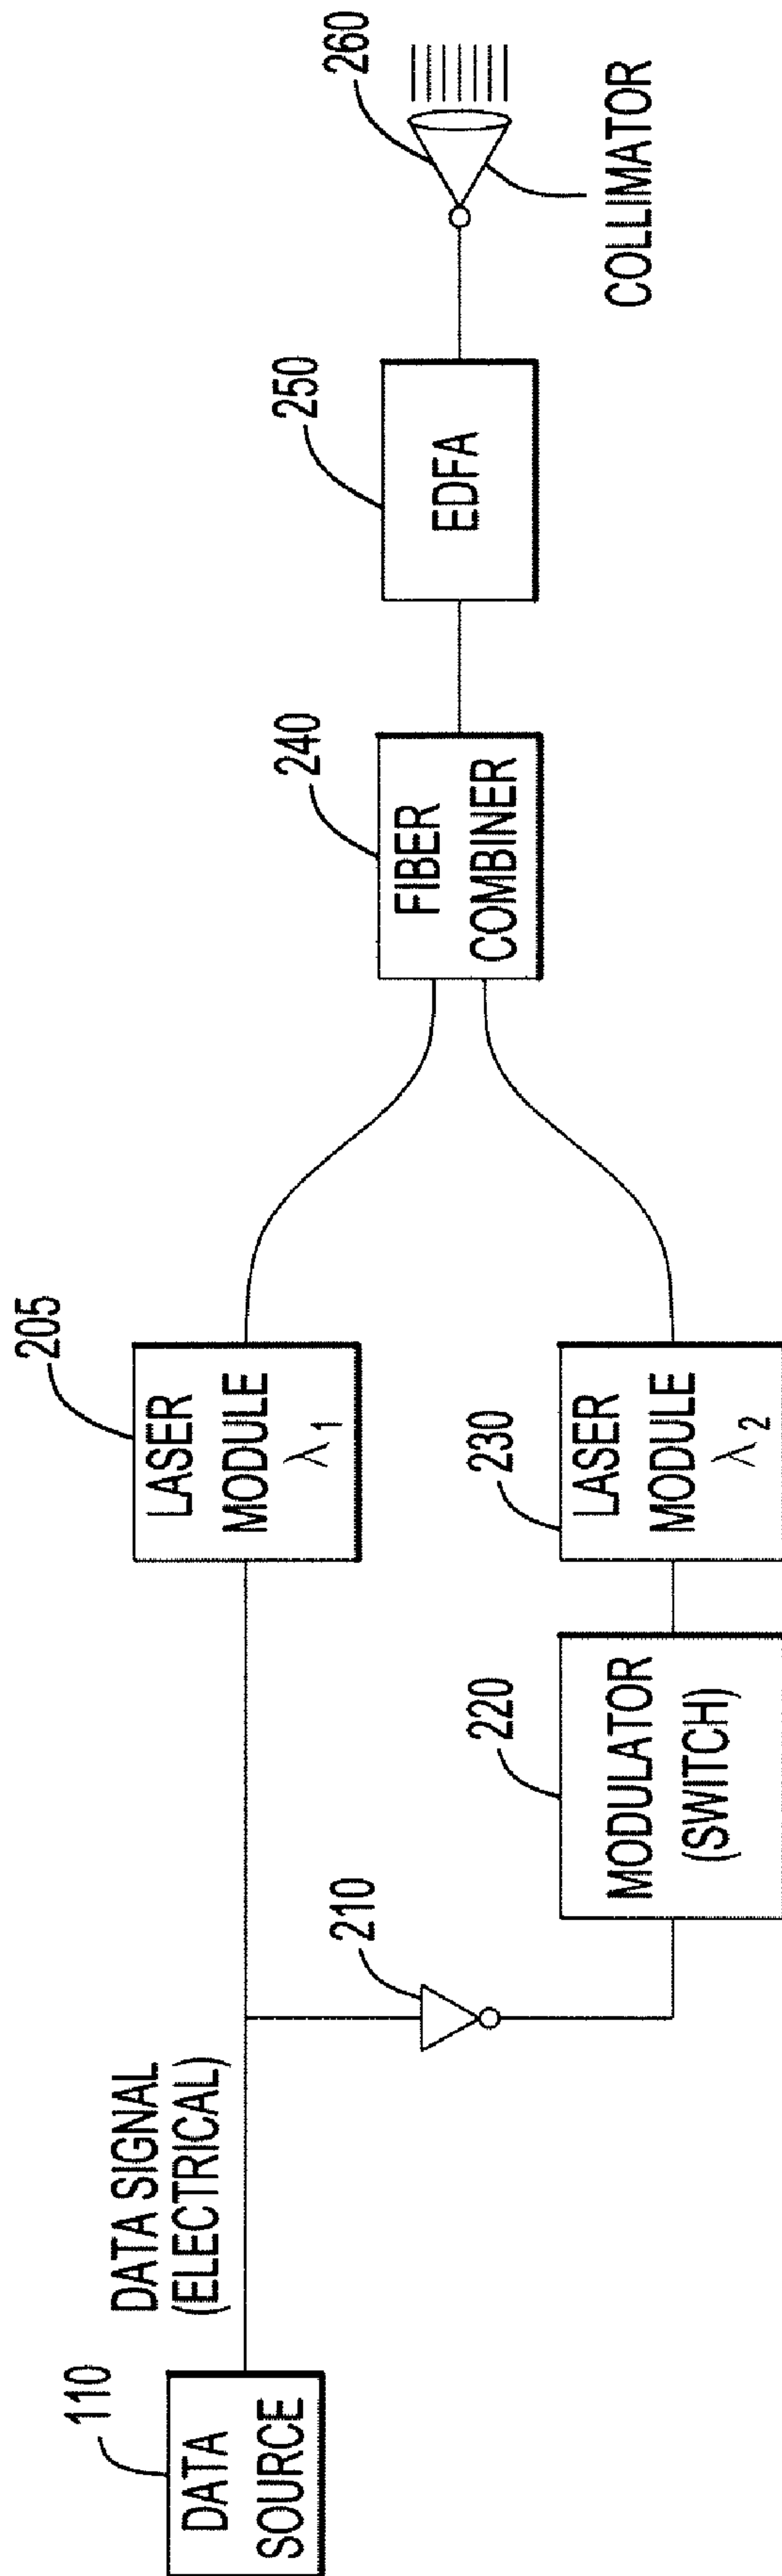 110
DATA
SOURCE
DATA SIGNAL
(ELECTRICAL)
205
LASER
MODULE
λ1
210
220
MODULATOR
(SWITCH)
230
LASER
MODULE
λ2
240
FIBER
COMBINER
250
EDFA
260
COLLIMATOR